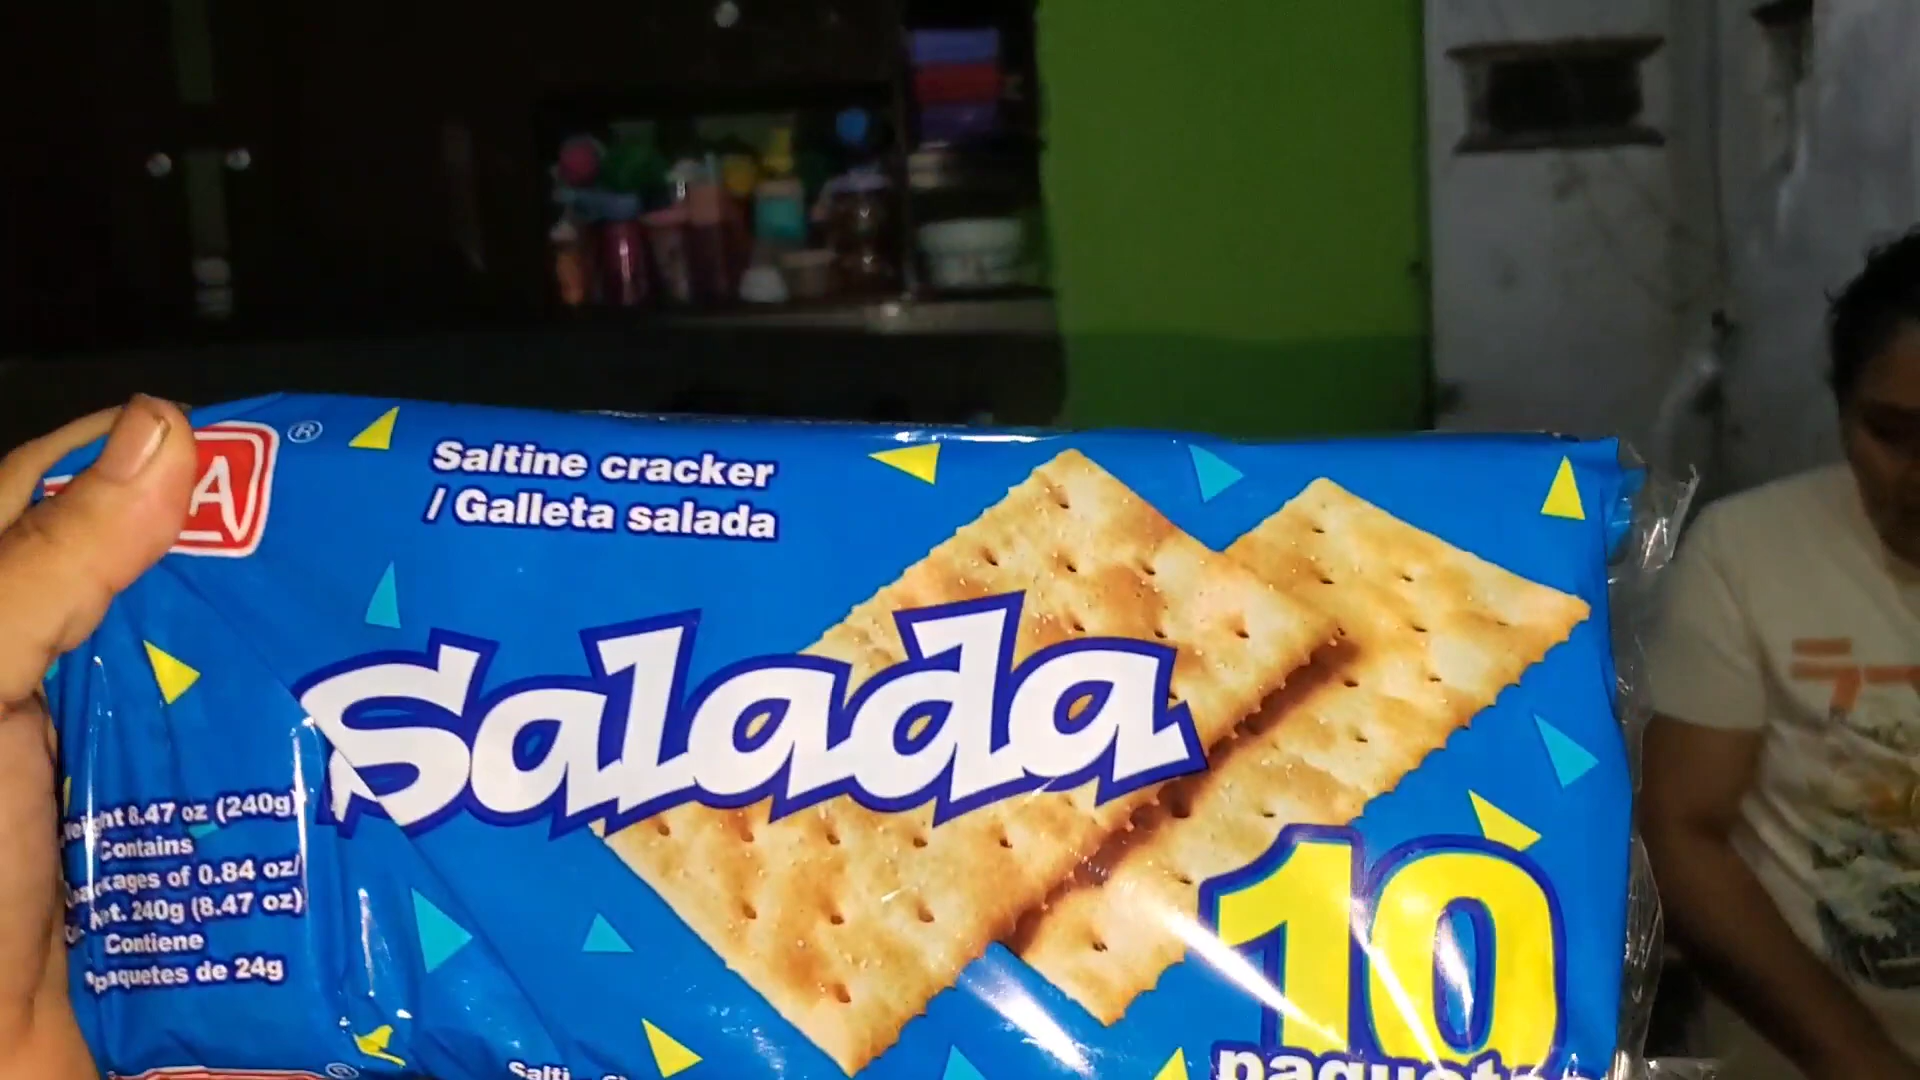 A
®
Saltine cracker
/ Galleta salada
Salada
8.47 oz (240g)
Contains
of 0.84 oz/
240g (8.47 oz)
Contiene
paquetes de 24g
10